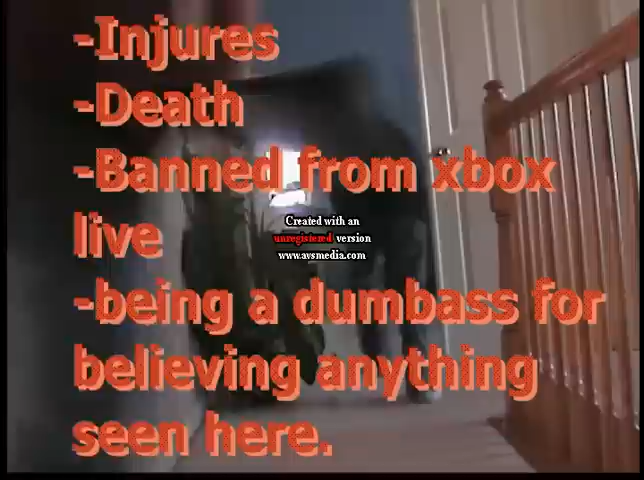 -Injures
-Death
-Banned from xbox
live
Created with an
unregistered version
www.avsmedia.com
-being a dumbass for
believing anything
seen here.